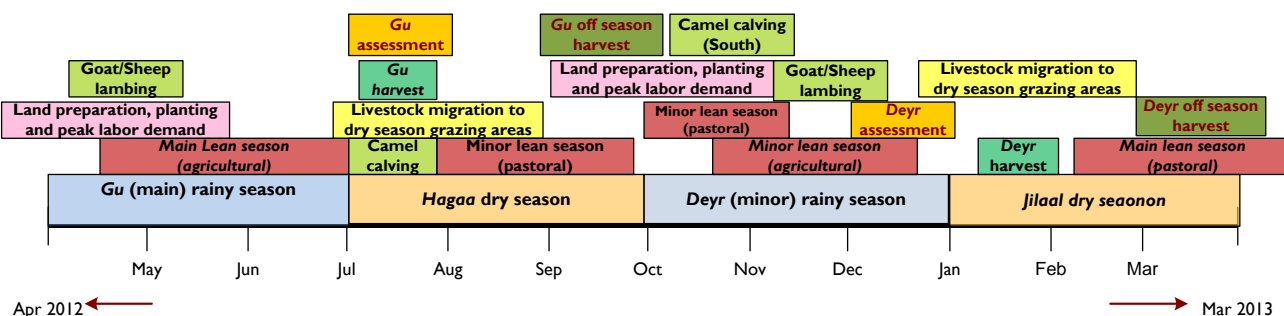 Gu
assessment
Gu off season
harvest
Camel calving
(South)
Goat/Sheep
lambing
Gu
harvest
Land preparation, planting
and peak labor demand
Goat/Sheep
lambing
Livestock migration to
dry season grazing areas
Land preparation, planting
and peak labor demand
Livestock migration to
dry season grazing areas
Minor lean season
(pastoral)
Deyr
assessment
Deyr off season
harvest
Main Lean season
(agricultural)
Camel
calving
Minor lean season
(pastoral)
Minor lean season
(agricultural)
Deyr
harvest
Main lean season
(pastoral)
Gu (main) rainy season
Hagaa dry season
Deyr (minor) rainy season
Jilaal dry seaonon
May Jun Jul Aug Sep Oct Nov Dec Jan Feb Mar
Apr 2012
Mar 2013